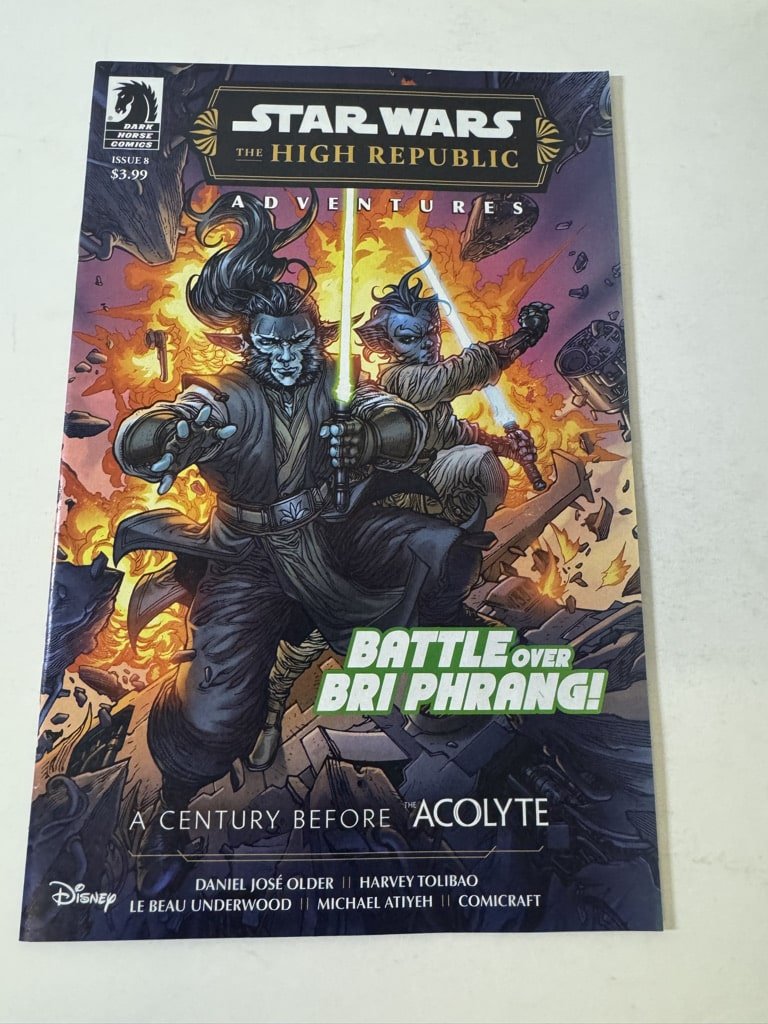 DARK
HORSE
COMICS
ISSUE 8
$3.99
STAR WARS
THE HIGH REPUBLIC
ADVENTURES
BATTLE OVER
BRI PHRANG!
A CENTURY BEFORE THE ACOLYTE
DISNEY
DANIEL JOSÉ OLDER || HARVEY TOLIBAO
LE BEAU UNDERWOOD || MICHAEL ATIYEH || COMICRAFT